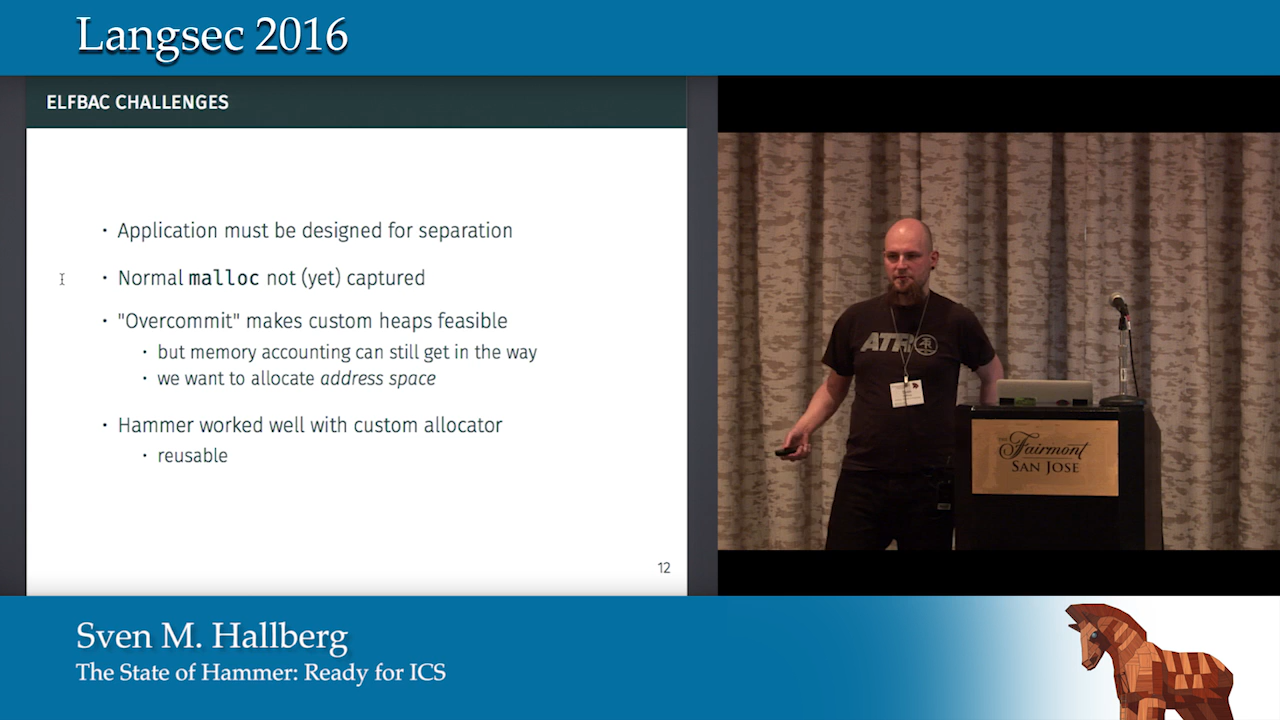 Langsec 2016
ELFBAC CHALLENGES
· Application must be designed for separation
· Normal malloc not (yet) captured
· "Overcommit" makes custom heaps feasible
· but memory accounting can still get in the way
· we want to allocate address space
· Hammer worked well with custom allocator
· reusable
12
ATR
Fairmont
SAN JOSE
Sven M. Hallberg
The State of Hammer: Ready for ICS